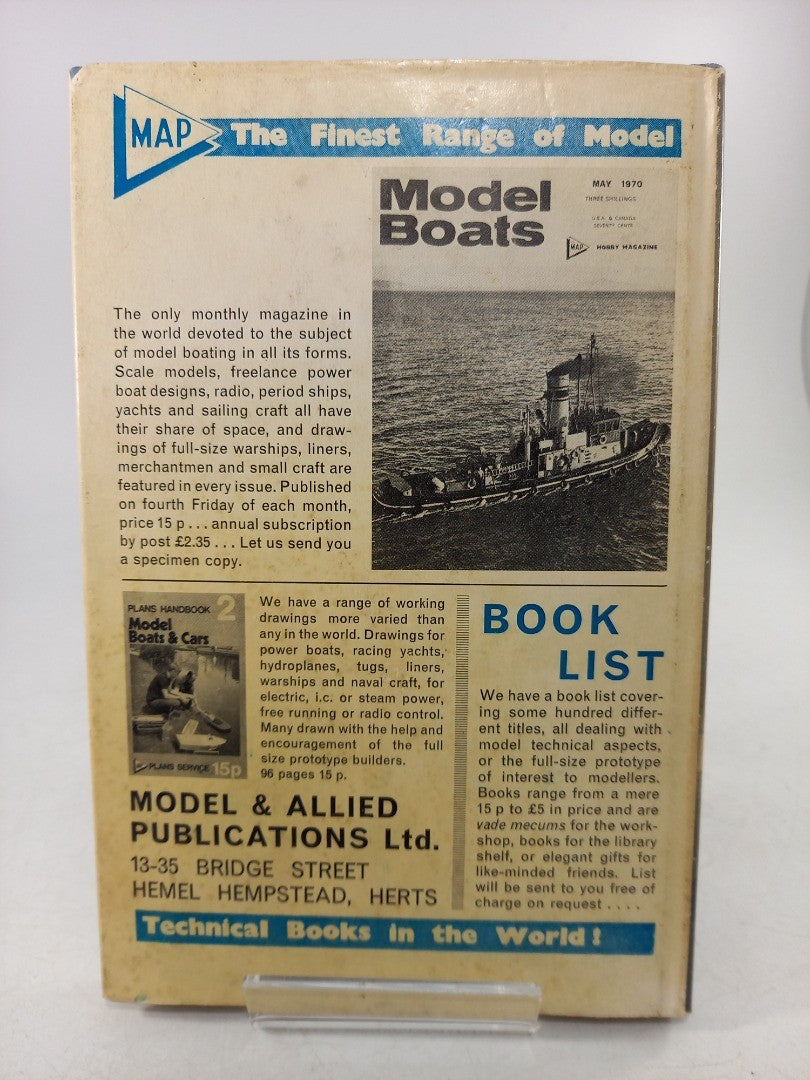 MAP The Finest Range of Model
Model
Boats
MAY 1970
THREE SHILLINGS
U.S.A. & CANADA
SEVENTY CENTS
MAP HOBBY MAGAZINE
The only monthly magazine in
the world devoted to the subject
of model boating in all its forms.
Scale models, freelance power
boat designs, radio, period ships,
yachts and sailing craft all have
their share of space, and draw-
ings of full-size warships, liners,
merchantmen and small craft are
featured in every issue. Published
on fourth Friday of each month,
price 15 p . . . annual subscription
by post £2.35 . . . Let us send you
a specimen copy.
PLANS HANDBOOK 2
Model
Boats & Cars
PLANS SERVICE 15p
We have a range of working
drawings more varied than
any in the world. Drawings for
power boats, racing yachts,
hydroplanes, tugs, liners,
warships and naval craft, for
electric, i.c. or steam power,
free running or radio control.
Many drawn with the help and
encouragement of the full
size prototype builders.
96 pages 15 p.
MODEL & ALLIED
PUBLICATIONS Ltd.
13-35 BRIDGE STREET
HEMEL HEMPSTEAD, HERTS
BOOK
LIST
We have a book list cover-
ing some hundred differ-
ent titles, all dealing with
model technical aspects,
or the full-size prototype
of interest to modellers.
Books range from a mere
15 p to £5 in price and are
vade mecums for the work-
shop, books for the library
shelf, or elegant gifts for
like-minded friends. List
will be sent to you free of
charge on request . . . .
Technical Books in the World!